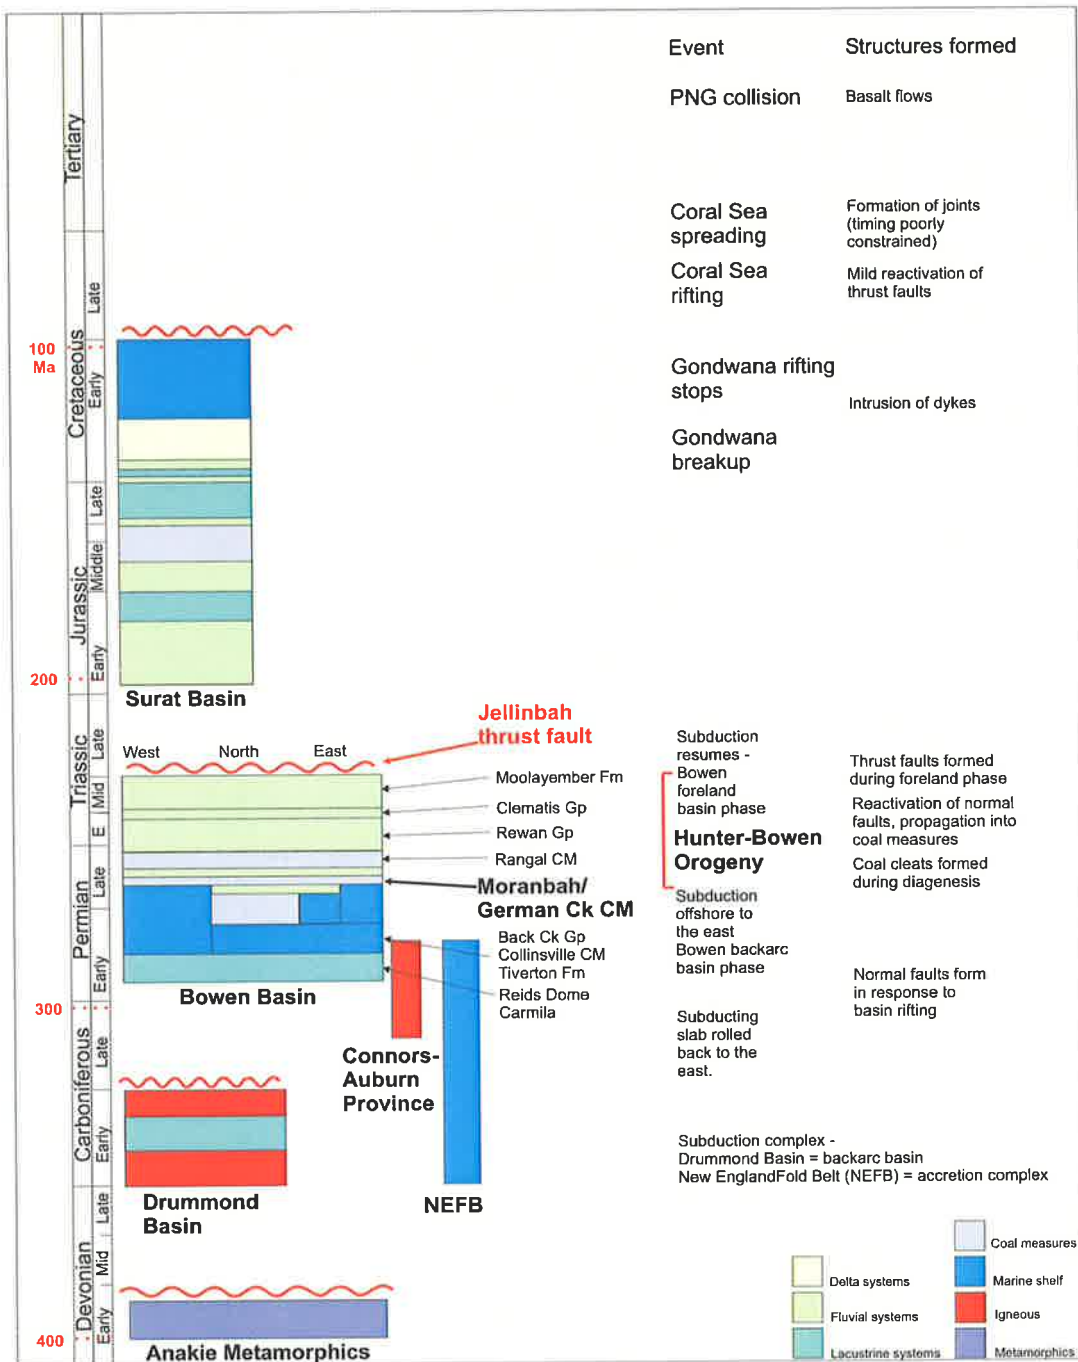 Event
Structures formed
PNG collision
Basalt flows
Coral Sea
spreading
Formation of joints
(timing poorly
constrained)
Coral Sea
rifting
Mild reactivation of
thrust faults
Gondwana rifting
stops
Intrusion of dykes
Gondwana
breakup
Tertiary
Cretaceous
Late
Early
100
Ma
Jurassic
Late
Middle
Early
200
Surat Basin
Triassic
Late
Mid
E
West
North
East
Jellinbah
thrust fault
Moolayember Fm
Clematis Gp
Rewan Gp
Rangal CM
Moranbah/
German Ck CM
Back Ck Gp
Collinsville CM
Tiverton Fm
Reids Dome
Carmila
Permian
Late
Early
Bowen Basin
300
Subduction
resumes -
Bowen
foreland
basin phase
Hunter-Bowen
Orogeny
Thrust faults formed
during foreland phase
Reactivation of normal
faults, propagation into
coal measures
Coal cleats formed
during diagenesis
Subduction
offshore to
the east
Bowen backarc
basin phase
Normal faults form
in response to
basin rifting
Subducting
slab rolled
back to the
east.
Carboniferous
Late
Early
Connors-
Auburn
Province
NEFB
Drummond
Basin
Subduction complex -
Drummond Basin = backarc basin
New EnglandFold Belt (NEFB) = accretion complex
Devonian
Late
Mid
Early
400
Anakie Metamorphics
Coal measures
Delta systems
Marine shelf
Fluvial systems
Igneous
Lacustrine systems
Metamorphics